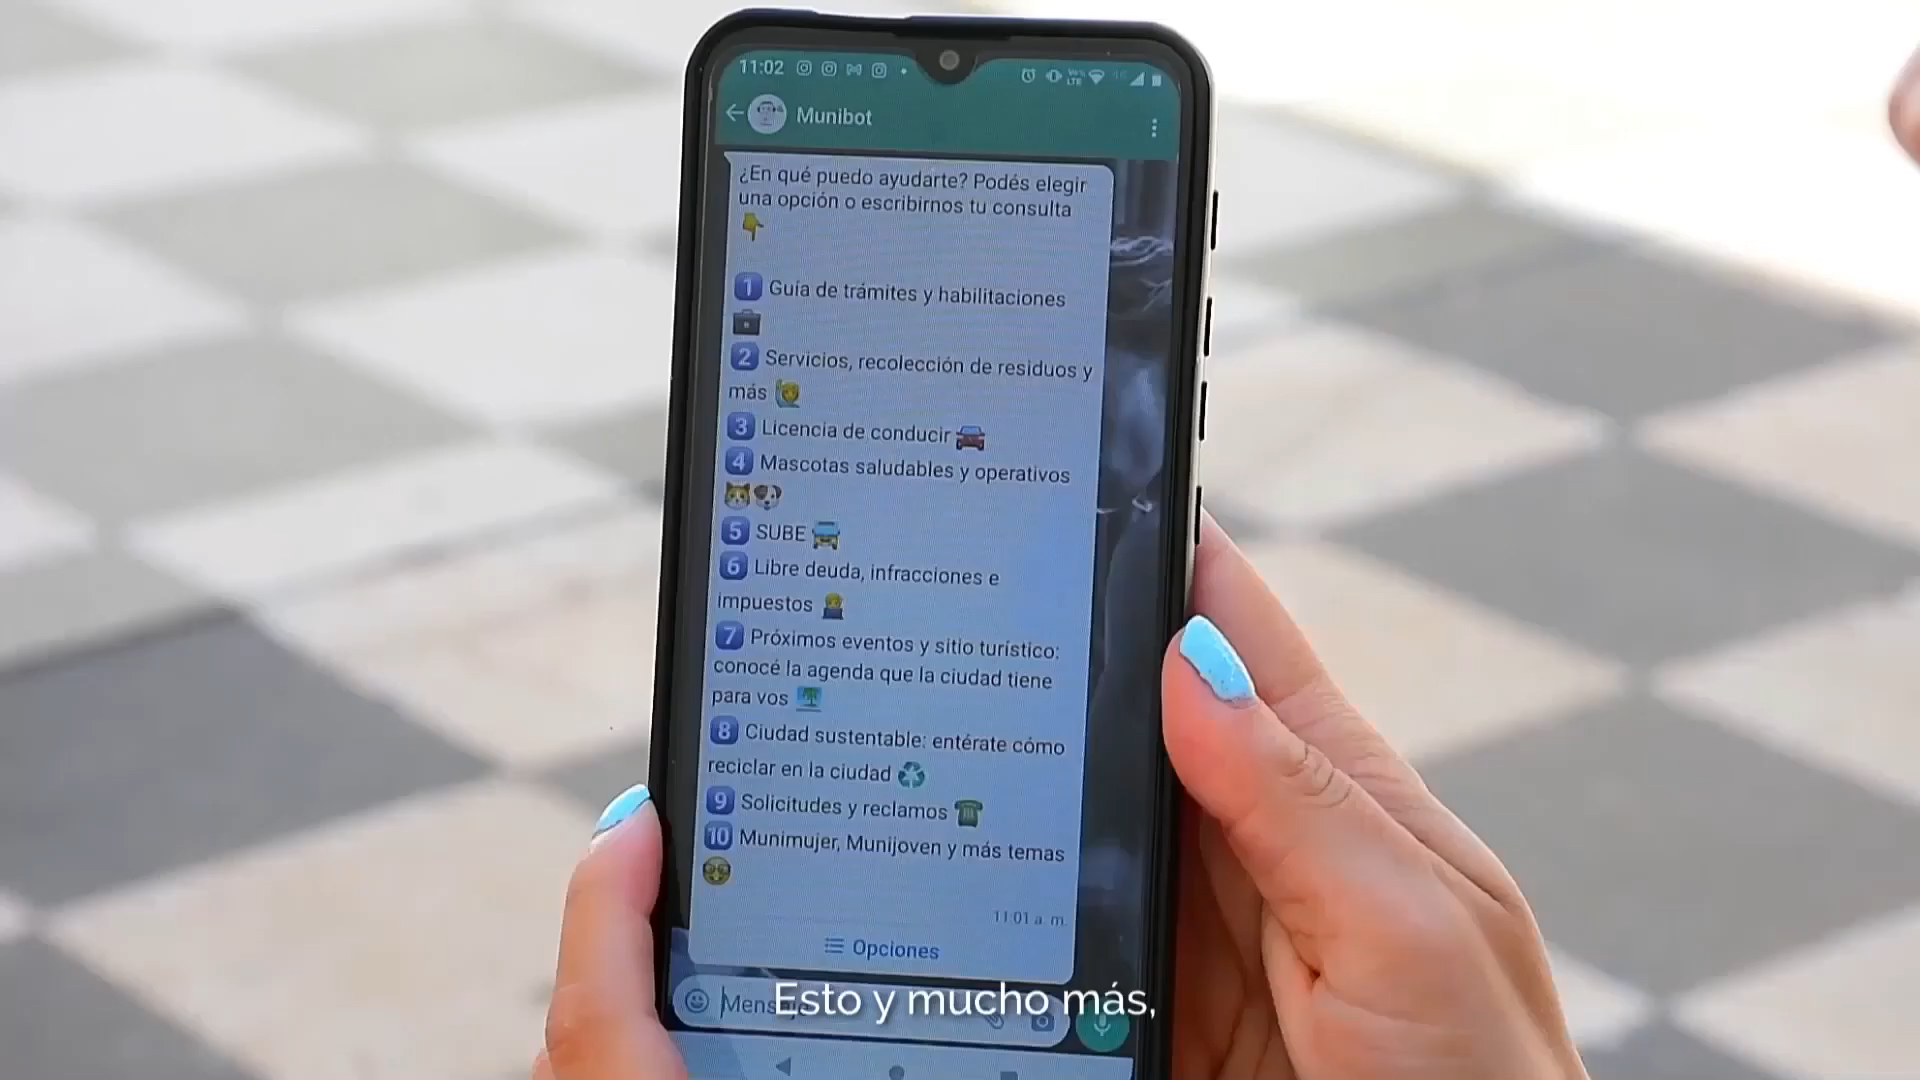 11:02
Munibot
¿En qué puedo ayudarte? Podés elegir
una opción o escribirnos tu consulta
👇
1 Guía de trámites y habilitaciones
💼
2 Servicios, recolección de residuos y
más 🙋
3 Licencia de conducir 🚘
4 Mascotas saludables y operativos
🐱🐶
5 SUBE 🚍
6 Libre deuda, infracciones e
impuestos 👨‍💻
7 Próximos eventos y sitio turístico:
conocé la agenda que la ciudad tiene
para vos 🏝️
8 Ciudad sustentable: entérate cómo
reciclar en la ciudad ♻️
9 Solicitudes y reclamos ☎️
10 Munimujer, Munijoven y más temas
🤓
11:01 a. m.
Opciones
Mensaje
Esto y mucho más,